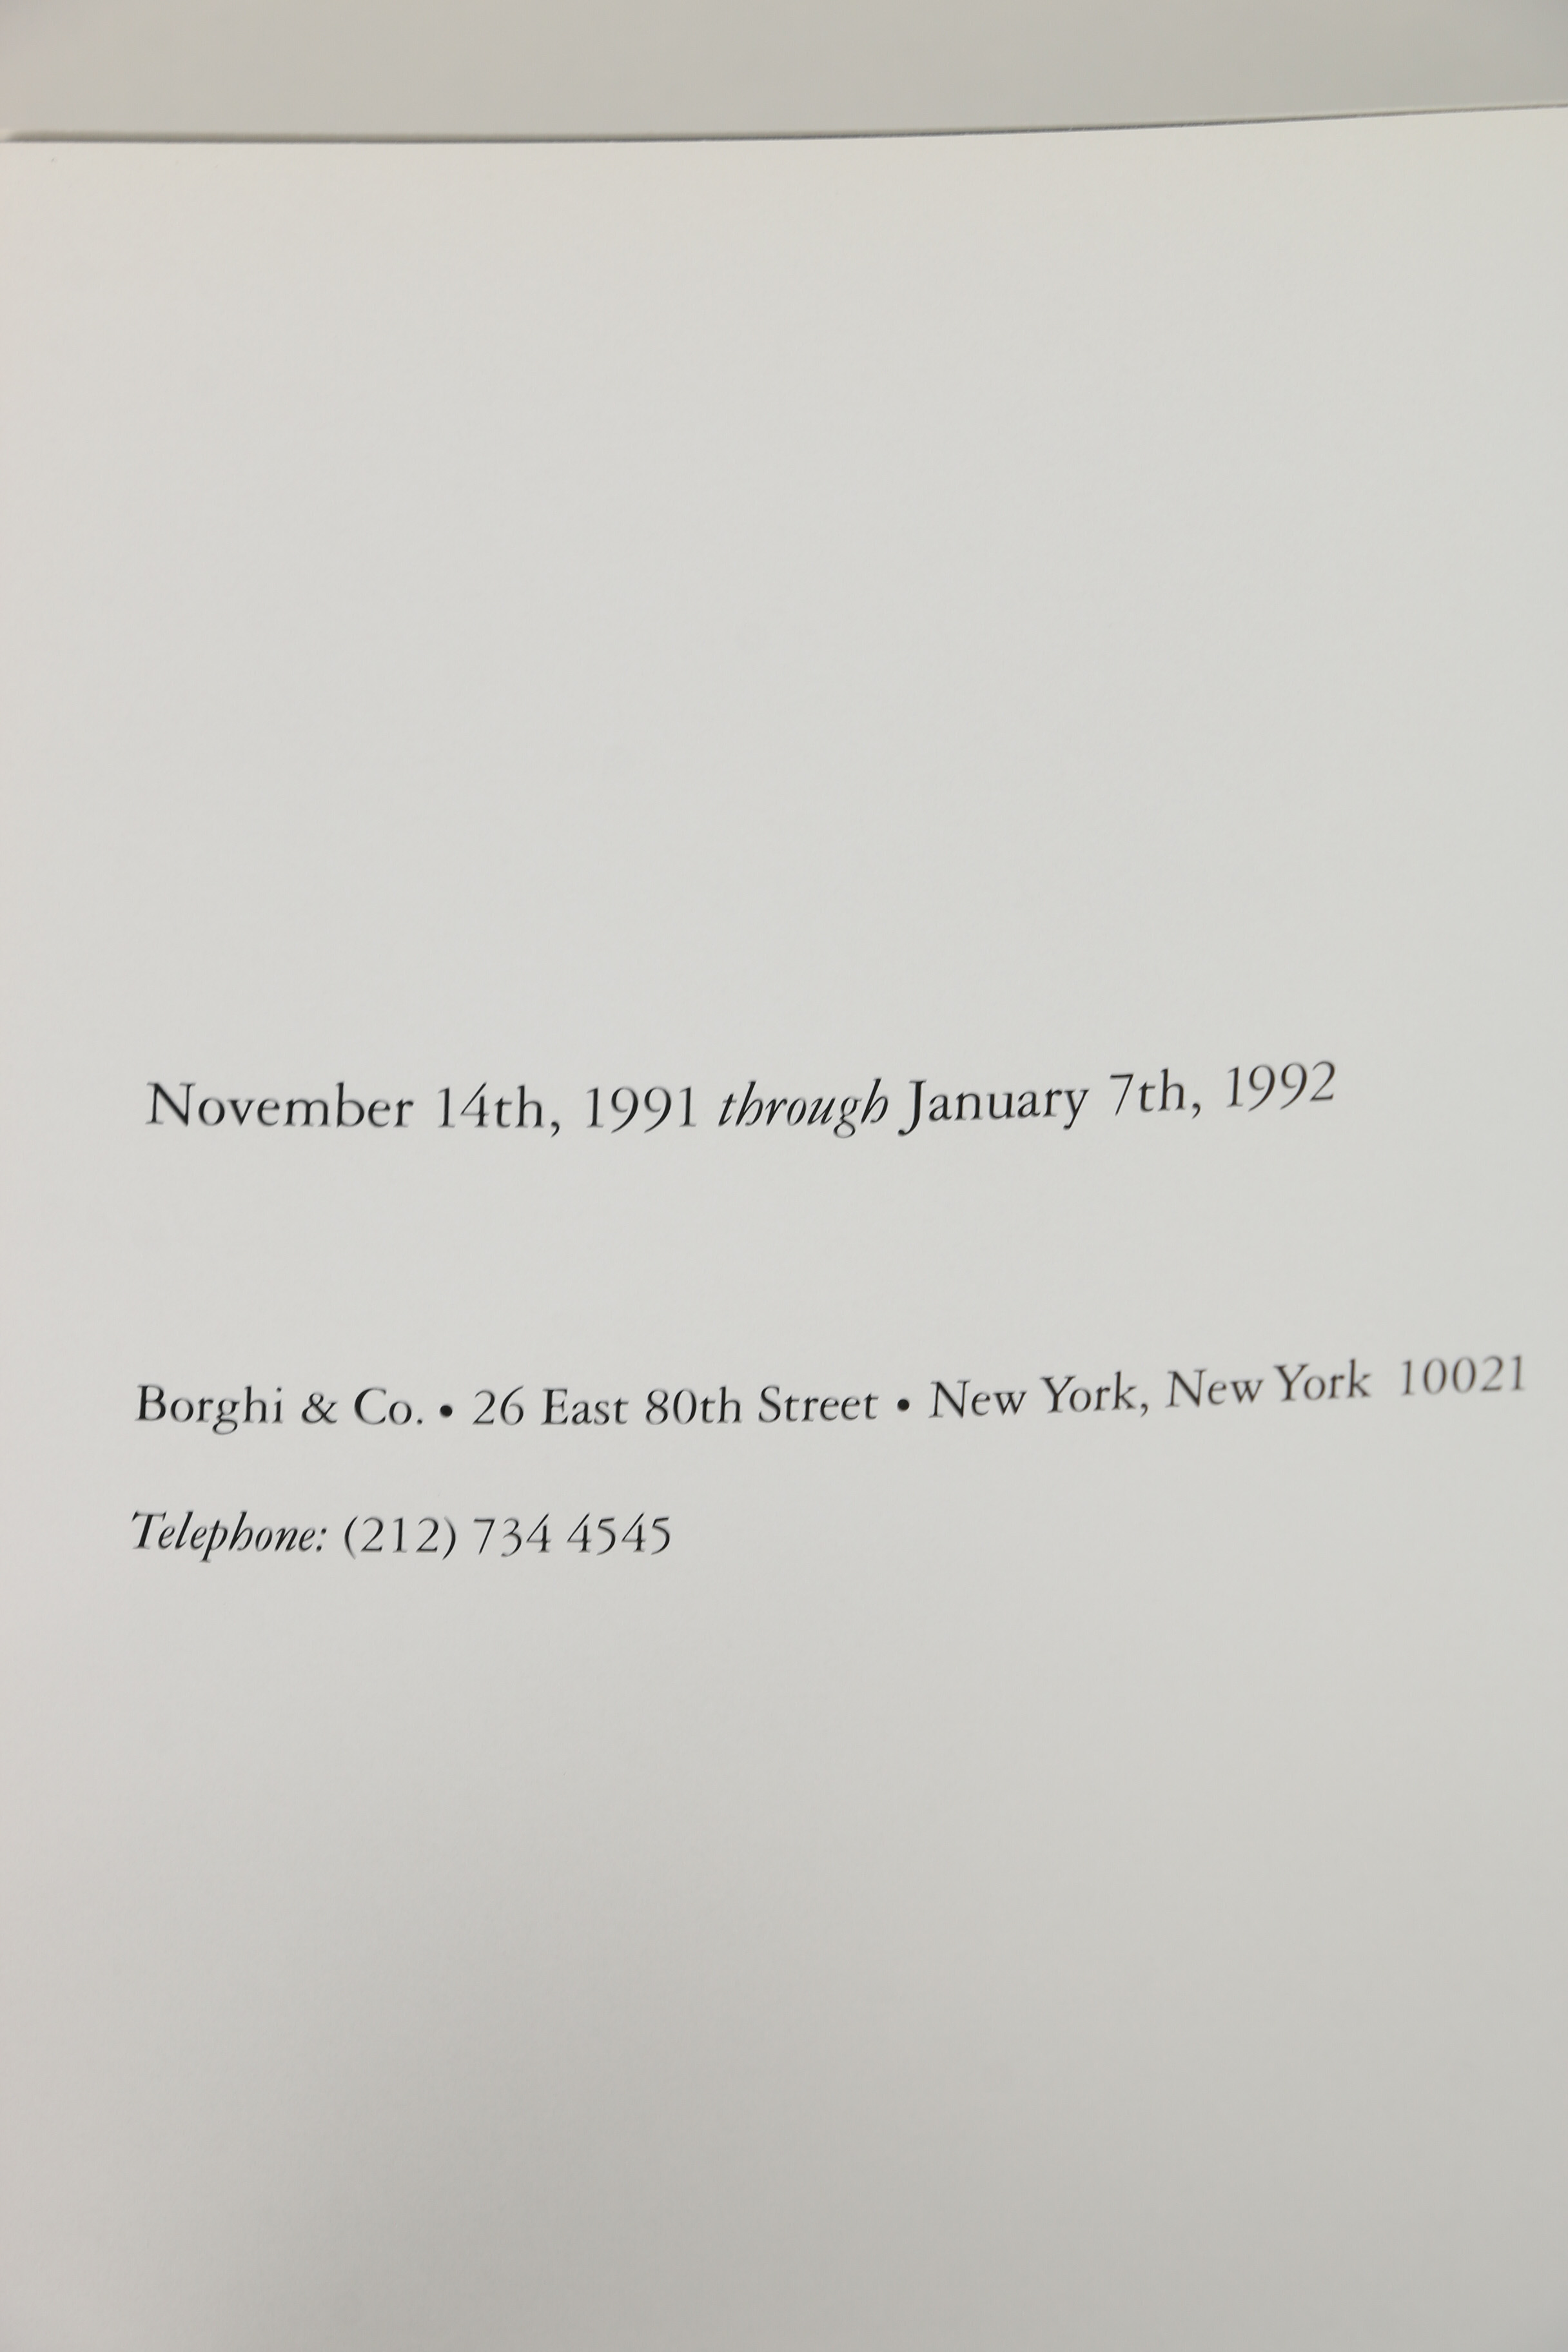 November 14th, 1991 through January 7th, 1992
Borghi & Co. • 26 East 80th Street • New York, New York 10021
Telephone: (212) 734 4545